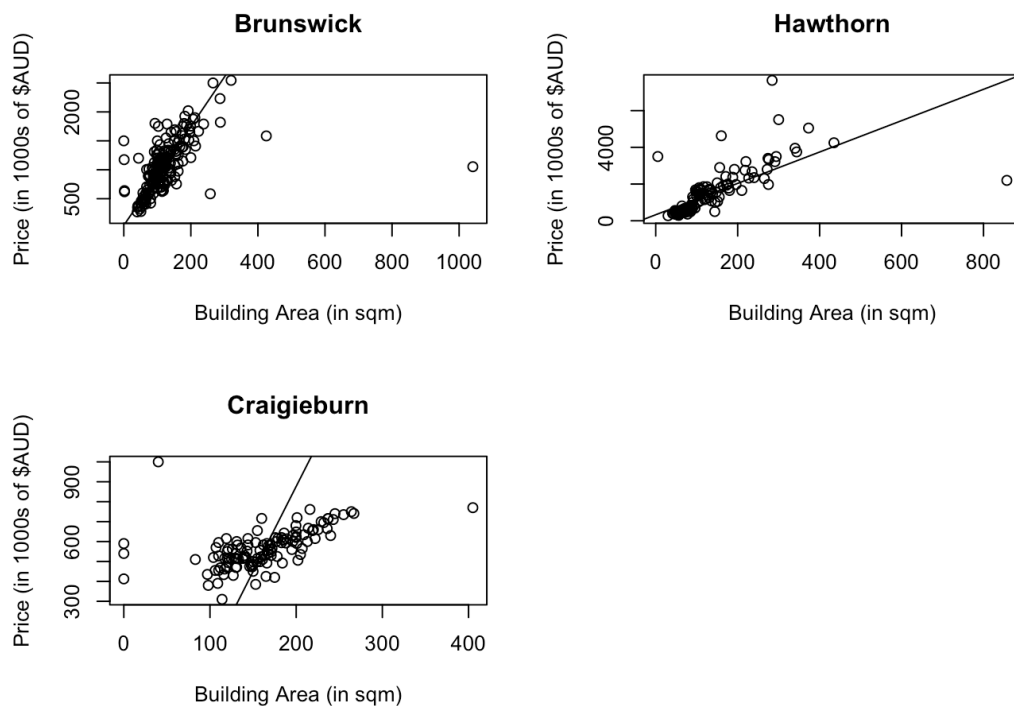 Brunswick
Price (in 1000s of $AUD)
500
2000
0 200 400 600 800 1000
Building Area (in sqm)
Hawthorn
Price (in 1000s of $AUD)
0
4000
0 200 400 600 800
Building Area (in sqm)
Craigieburn
Price (in 1000s of $AUD)
300
600
900
0 100 200 300 400
Building Area (in sqm)